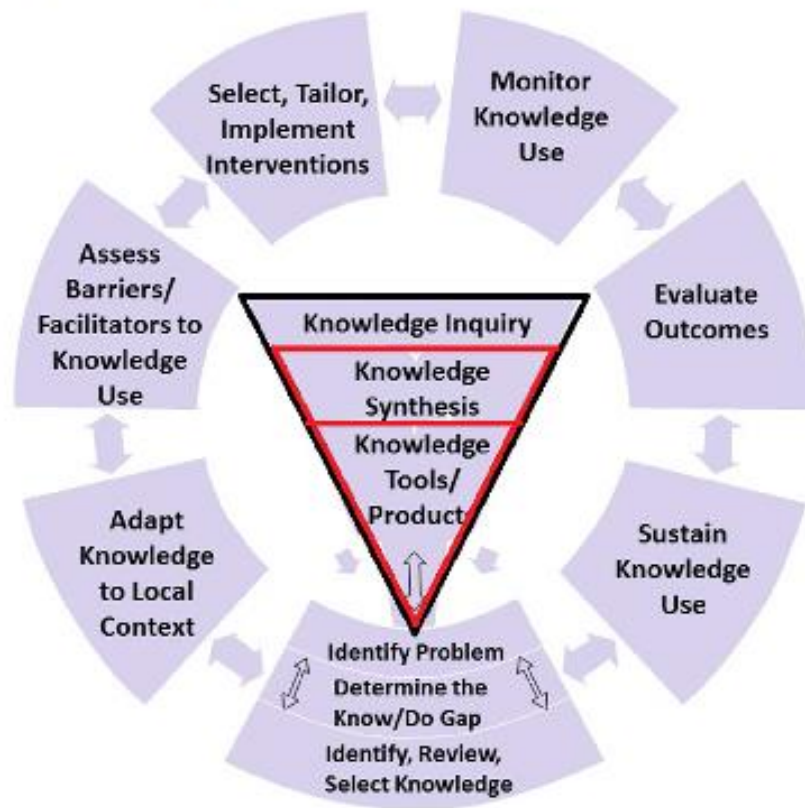 Select, Tailor,
Implement
Interventions
Monitor
Knowledge
Use
Assess
Barriers/
Facilitators to
Knowledge
Use
Evaluate
Outcomes
Knowledge Inquiry
Knowledge
Synthesis
Knowledge
Tools/
Product
Adapt
Knowledge
to Local
Context
Sustain
Knowledge
Use
Identify Problem
Determine the
Know/Do Gap
Identify, Review,
Select Knowledge